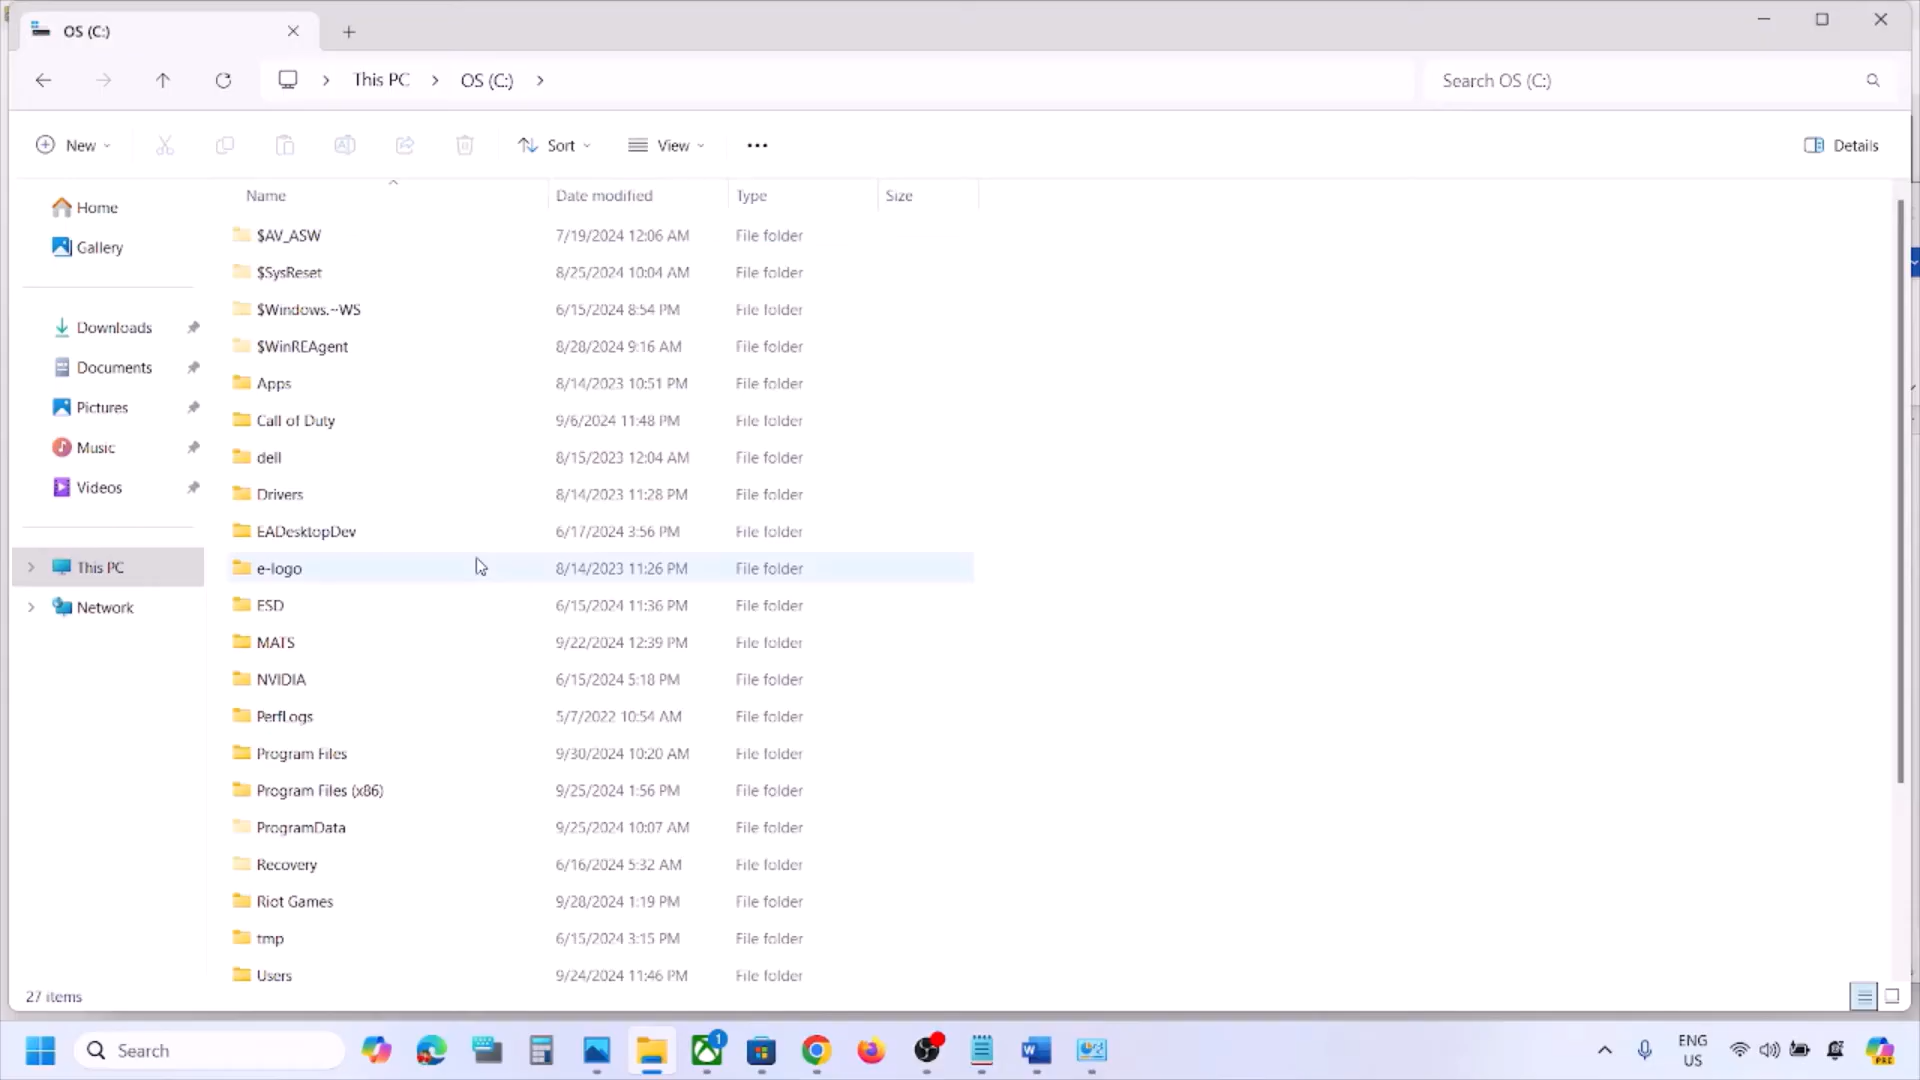 OS (C:)
This PC > OS (C:) >
Search OS (C:)
New
Sort
View
Details
Name Date modified Type Size
Home
Gallery
Downloads
Documents
Pictures
Music
Videos
This PC
Network
$AV_ASW 7/19/2024 12:06 AM File folder
$SysReset 8/25/2024 10:04 AM File folder
$Windows.~WS 6/15/2024 8:54 PM File folder
$WinREAgent 8/28/2024 9:16 AM File folder
Apps 8/14/2023 10:51 PM File folder
Call of Duty 9/6/2024 11:48 PM File folder
dell 8/15/2023 12:04 AM File folder
Drivers 8/14/2023 11:28 PM File folder
EADesktopDev 6/17/2024 3:56 PM File folder
e-logo 8/14/2023 11:26 PM File folder
ESD 6/15/2024 11:36 PM File folder
MATS 9/22/2024 12:39 PM File folder
NVIDIA 6/15/2024 5:18 PM File folder
PerfLogs 5/7/2022 10:54 AM File folder
Program Files 9/30/2024 10:20 AM File folder
Program Files (x86) 9/25/2024 1:56 PM File folder
ProgramData 9/25/2024 10:07 AM File folder
Recovery 6/16/2024 5:32 AM File folder
Riot Games 9/28/2024 1:19 PM File folder
tmp 6/15/2024 3:15 PM File folder
Users 9/24/2024 11:46 PM File folder
27 items
Search
1
ENG
US
PRE